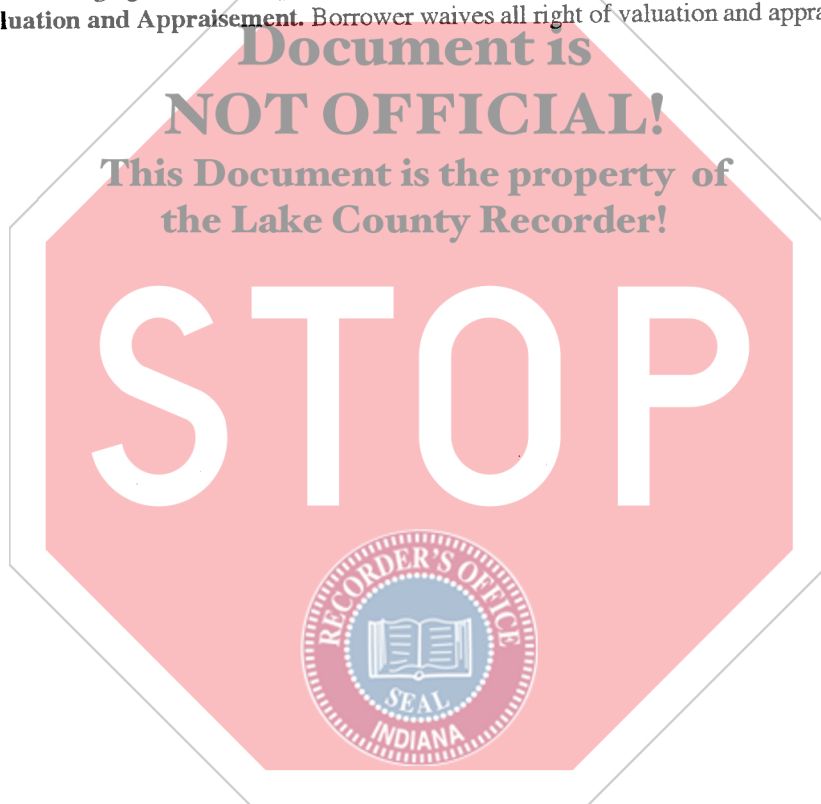 luation and Appraisement. Borrower waives all right of valuation and appra
Document is
NOT OFFICIAL!
This Document is the property of
the Lake County Recorder!
STOP
RECORDER'S OFFICE
SEAL
INDIANA